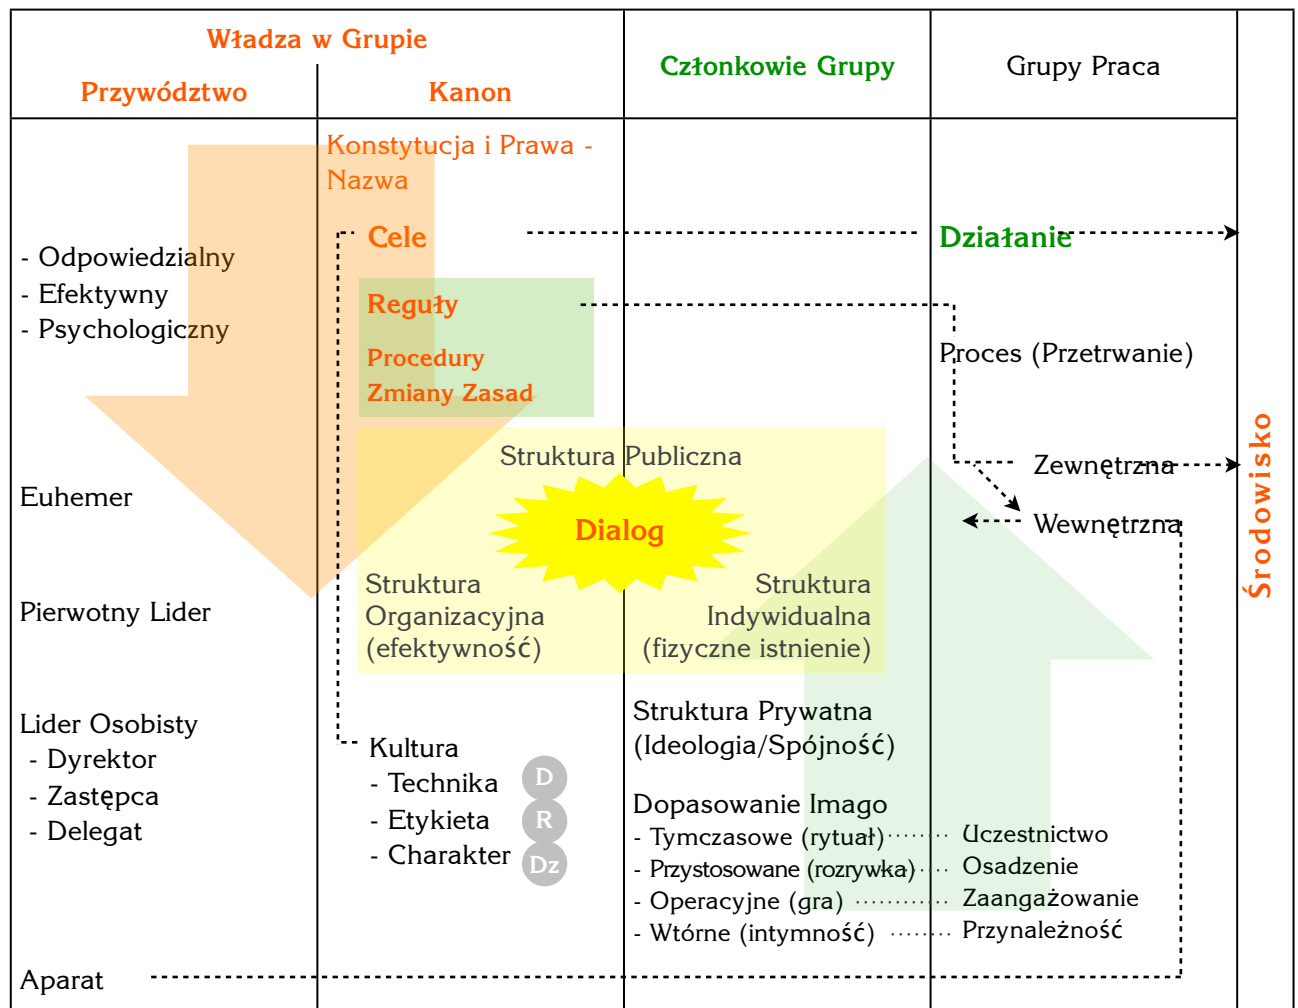 Władza w Grupie
Przywództwo
Kanon
Członkowie Grupy
Grupy Praca
Konstytucja i Prawa -
Nazwa
Cele
Działanie
- Odpowiedzialny
- Efektywny
- Psychologiczny
Reguły
Procedury
Zmiany Zasad
Proces (Przetrwanie)
Środowisko
Struktura Publiczna
Zewnętrzna
Euhemer
Dialog
Wewnętrzna
Struktura
Organizacyjna
(efektywność)
Struktura
Indywidualna
(fizyczne istnienie)
Pierwotny Lider
Lider Osobisty
- Dyrektor
- Zastępca
- Delegat
Kultura
- Technika D
- Etykieta R
- Charakter Dz
Struktura Prywatna
(Ideologia/Spójność)
Dopasowanie Imago
- Tymczasowe (rytuał) Uczestnictwo
- Przystosowane (rozrywka) Osadzenie
- Operacyjne (gra) Zaangażowanie
- Wtórne (intymność) Przynależność
Aparat